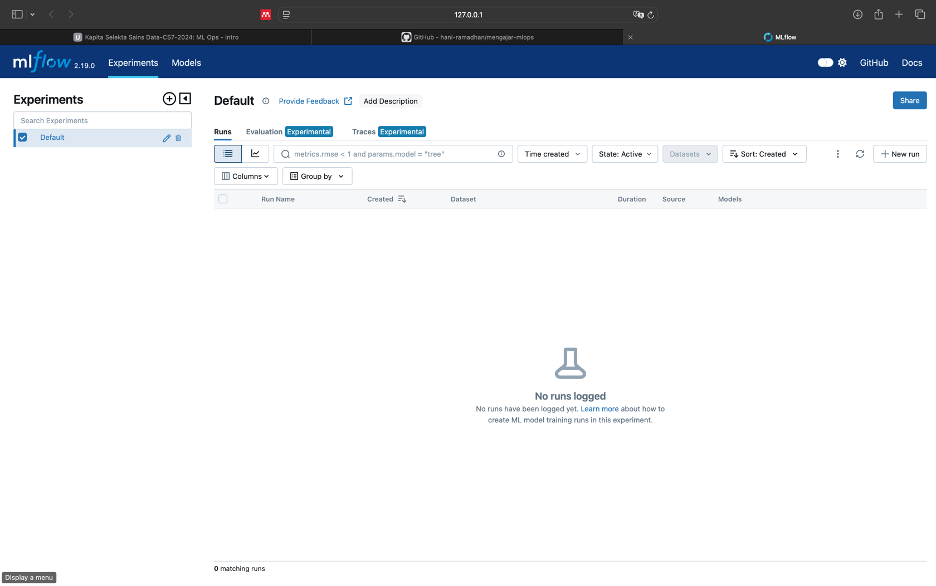 127.0.0.1
Kapita Selekta Sains Data-CS7-2024: ML Ops - Intro
GitHub - hani-ramadhan/mengajar-mlops
MLflow
mlflow 2.19.0
Experiments
Models
GitHub
Docs
Experiments
Search Experiments
Default
Default
Provide Feedback
Add Description
Share
Runs
Evaluation Experimental
Traces Experimental
metrics.rmse < 1 and params.model = "tree"
Time created
State: Active
Datasets
Sort: Created
New run
Columns
Group by
Run Name
Created
Dataset
Duration
Source
Models
No runs logged
No runs have been logged yet. Learn more about how to
create ML model training runs in this experiment.
0 matching runs
Display a menu